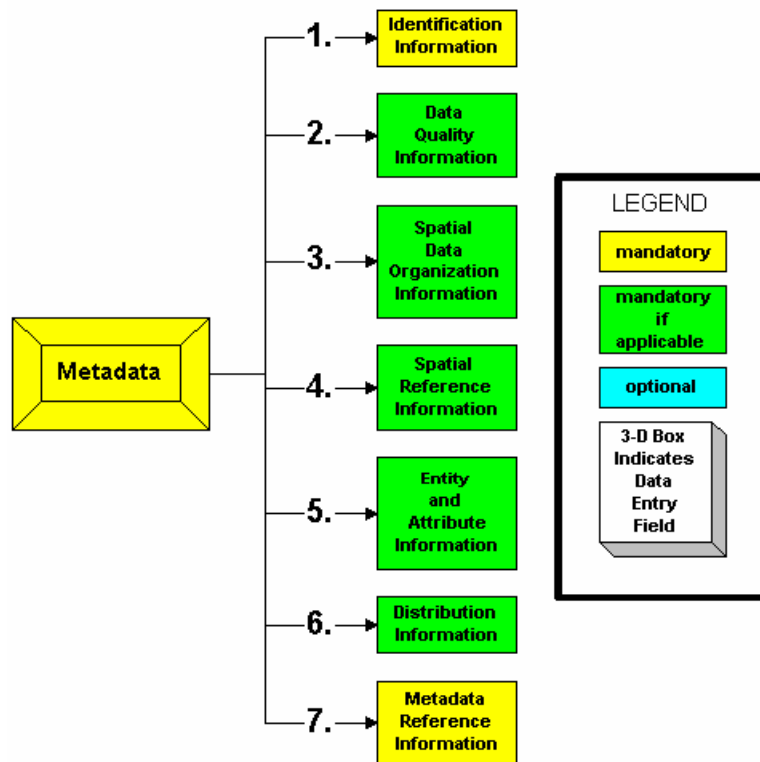 Metadata
1.
Identification
Information
2.
Data
Quality
Information
3.
Spatial
Data
Organization
Information
4.
Spatial
Reference
Information
5.
Entity
and
Attribute
Information
6.
Distribution
Information
7.
Metadata
Reference
Information
LEGEND
mandatory
mandatory
if
applicable
optional
3-D Box
Indicates
Data
Entry
Field